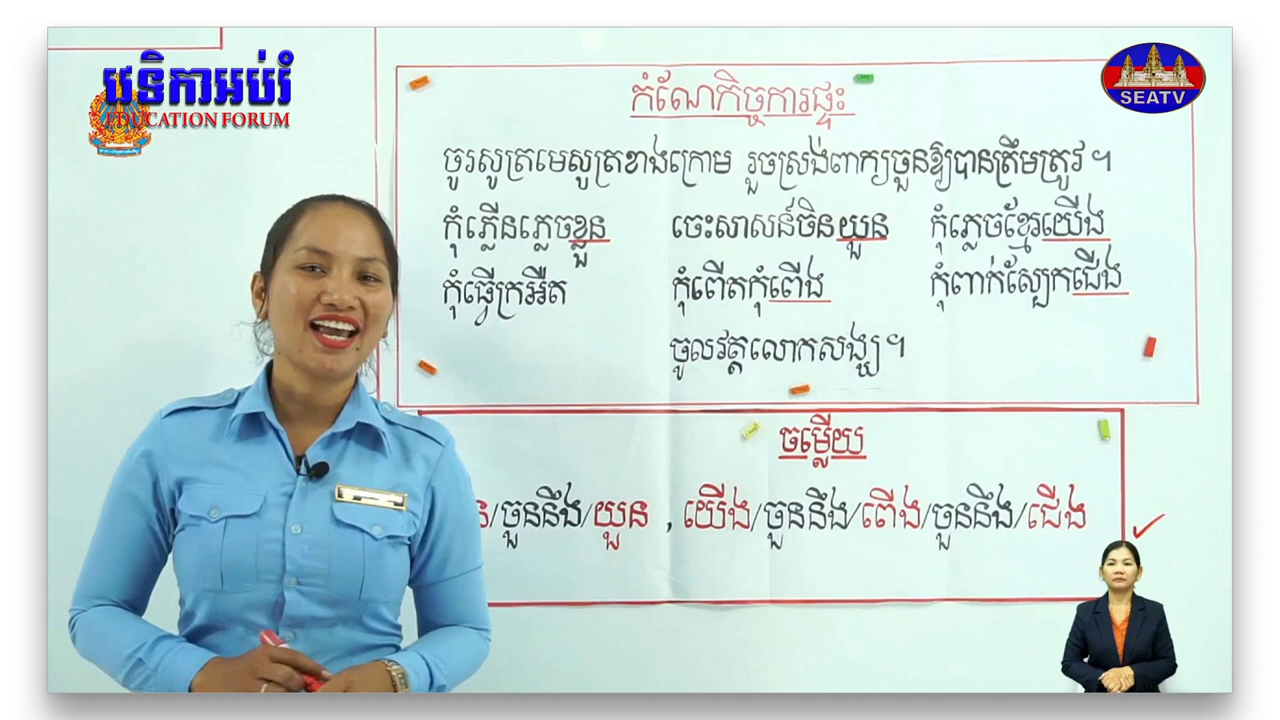 វេទិកាអប់រំ
EDUCATION FORUM
SEATV
កំណែកិច្ចការផ្ទះ
ចូរសូត្រមេសូត្រខាងក្រោម រួចស្រង់ពាក្យចួនឱ្យបានត្រឹមត្រូវ។
កុំភ្លើនភ្លេចខ្លួន ចេះសាសន៍ចិនយួន កុំភ្លេចខ្មែរយើង
កុំធ្វើក្រអឺត កុំពើតកុំពើង កុំពាក់ស្បែកជើង
ចូលវត្តលោកសង្ឃ។
ចម្លើយ
ន/ចួននឹង/យួន , យើង/ចួននឹង/ពើង/ចួននឹង/ជើង